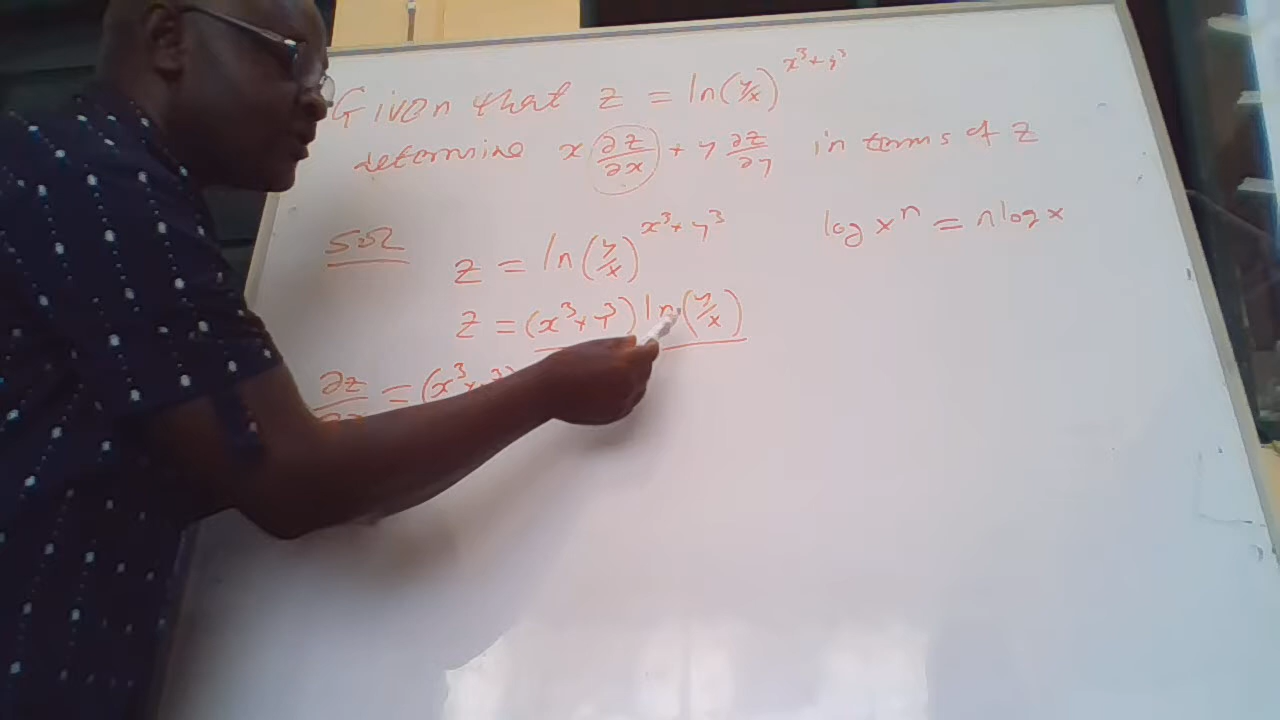 Given that z = ln(y/x)^{x³+y³}
determine x ∂z/∂x + y ∂z/∂y in terms of z
Sol
z = ln(y/x)^{x³+y³}
log xⁿ = n log x
z = (x³+y³) ln(y/x)
∂z/∂x = (x³+y³)